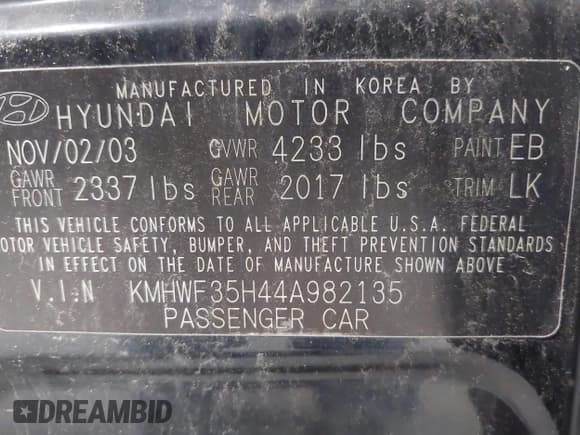 MANUFACTURED IN KOREA BY
HYUNDAI MOTOR COMPANY
NOV/02/03 GVWR 4233 lbs PAINT EB
GAWR FRONT 2337 lbs GAWR REAR 2017 lbs TRIM LK
THIS VEHICLE CONFORMS TO ALL APPLICABLE U.S.A. FEDERAL
MOTOR VEHICLE SAFETY, BUMPER, AND THEFT PREVENTION STANDARDS
IN EFFECT ON THE DATE OF MANUFACTURE SHOWN ABOVE
V.I.N KMHWF35H44A982135
PASSENGER CAR
DREAMBID